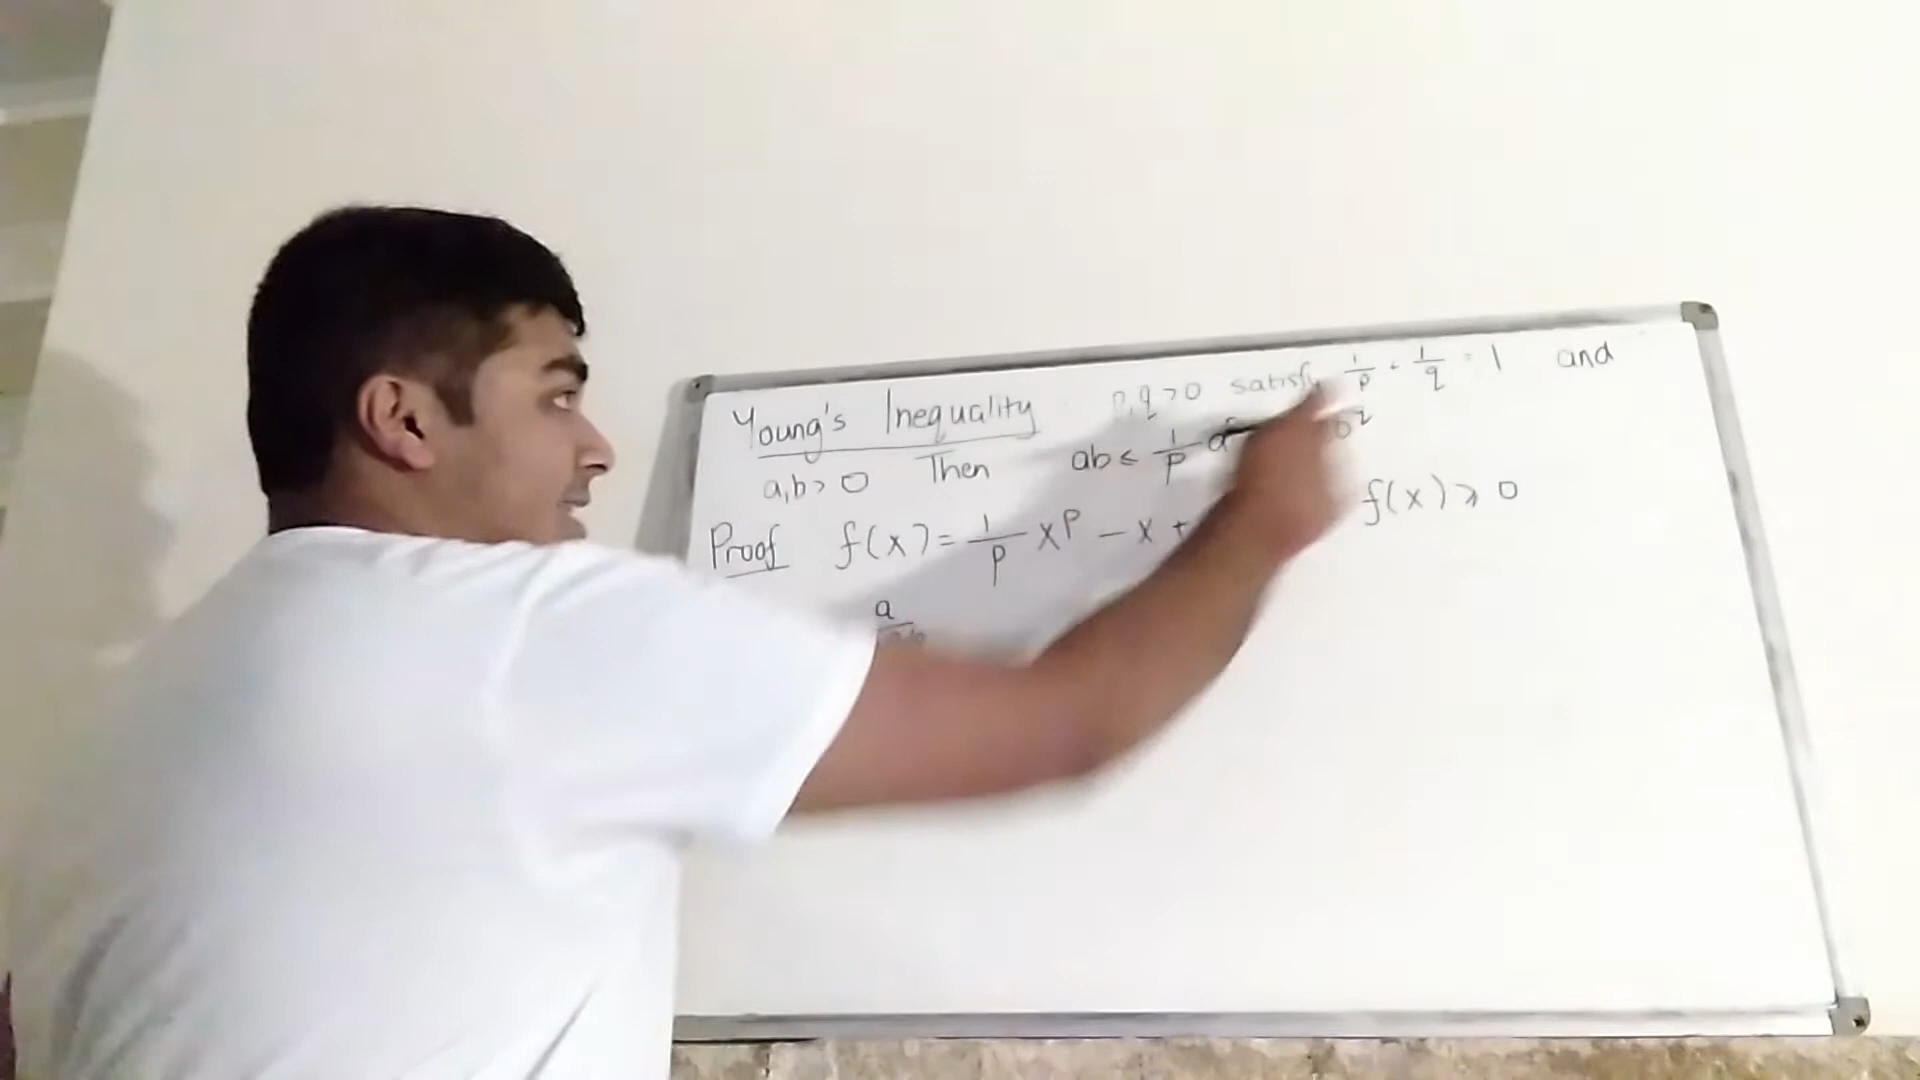 Young's Inequality p,q>0 satisfy 1/p + 1/q = 1 and
a,b>0 Then ab ≤ 1/p a b^q
Proof f(x) = 1/p x^p - x + f(x) ≥ 0
a